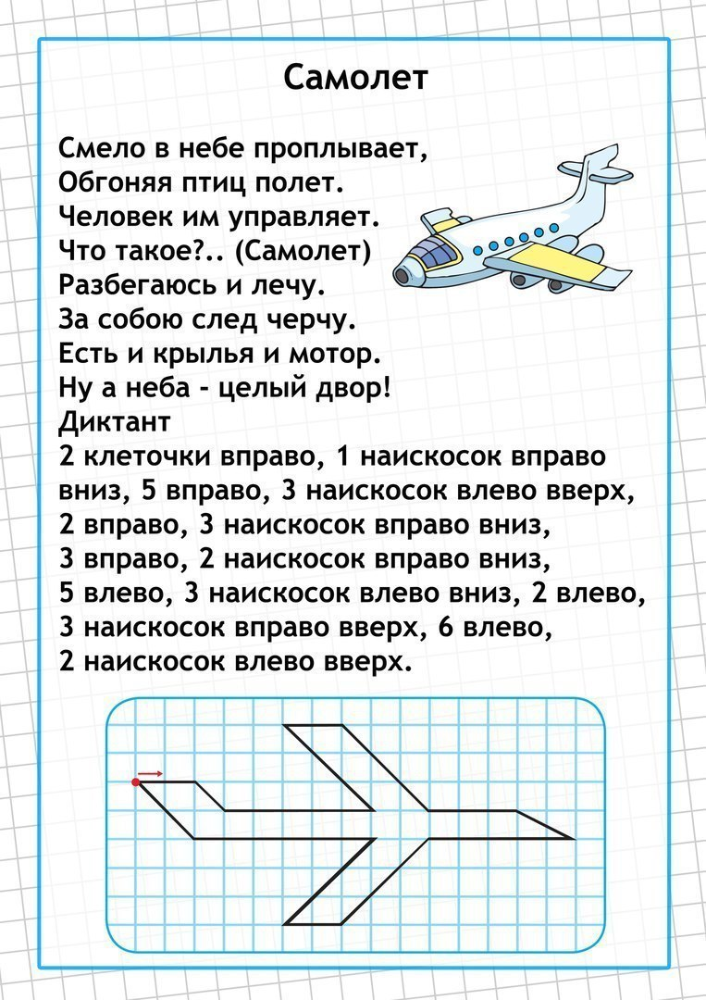 Самолет
Смело в небе проплывает,
Обгоняя птиц полет.
Человек им управляет.
Что такое?.. (Самолет)
Разбегаюсь и лечу.
За собою след черчу.
Есть и крылья и мотор.
Ну а неба - целый двор!
Диктант
2 клеточки вправо, 1 наискосок вправо
вниз, 5 вправо, 3 наискосок влево вверх,
2 вправо, 3 наискосок вправо вниз,
3 вправо, 2 наискосок вправо вниз,
5 влево, 3 наискосок влево вниз, 2 влево,
3 наискосок вправо вверх, 6 влево,
2 наискосок влево вверх.